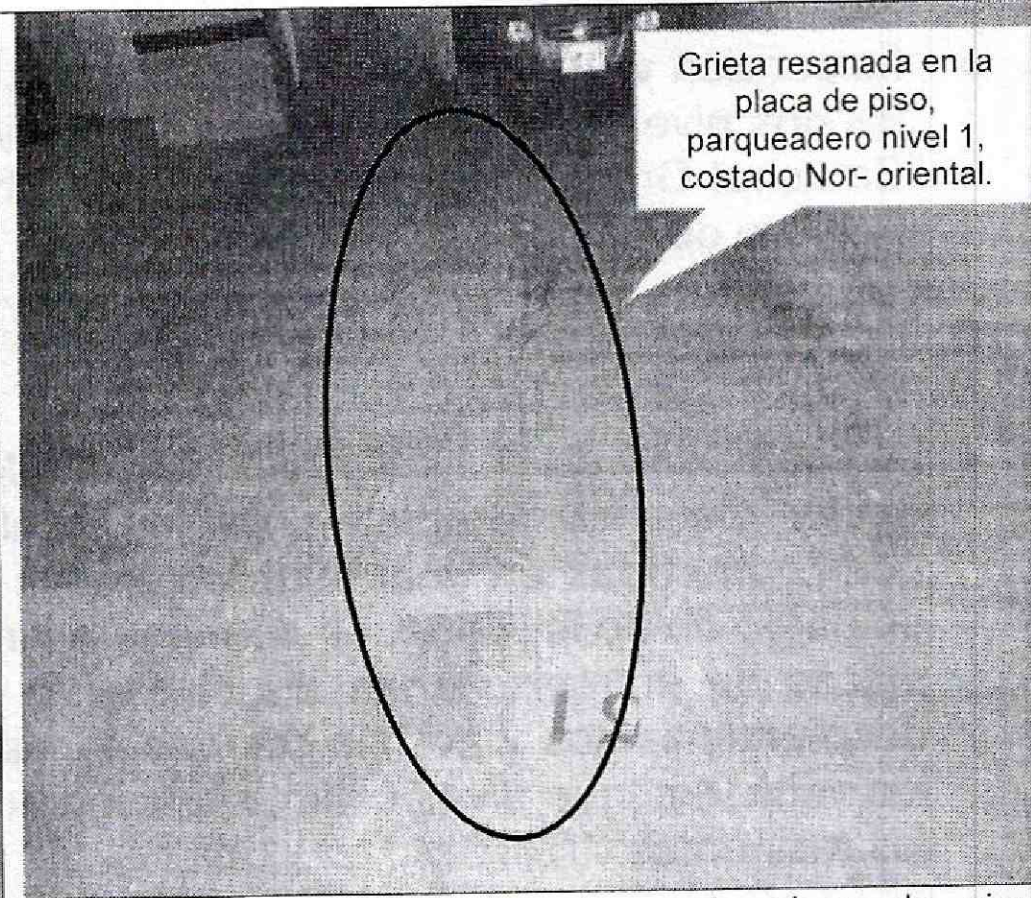 Grieta resanada en la
placa de piso,
parqueadero nivel 1,
costado Nor- oriental.